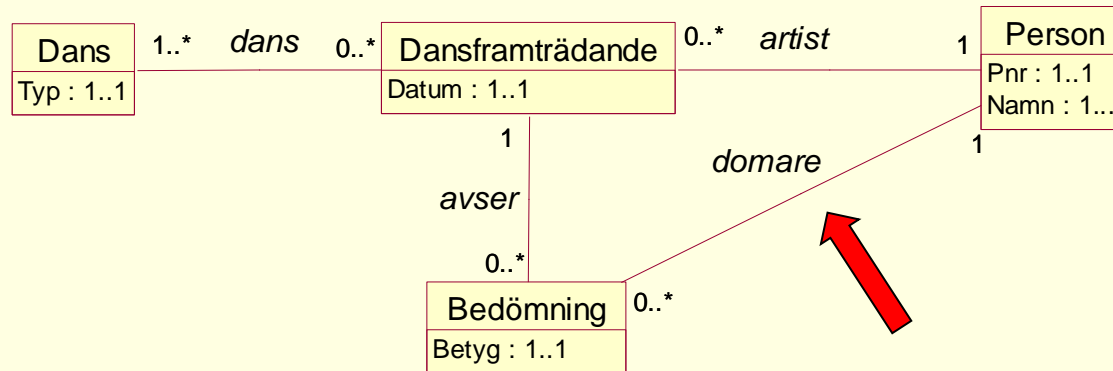 Dans
Typ : 1..1
1..*
dans
0..*
Dansframträdande
Datum : 1..1
0..*
artist
1
Person
Pnr : 1..1
Namn : 1...
1
domare
1
avser
0..*
Bedömning
Betyg : 1..1
0..*